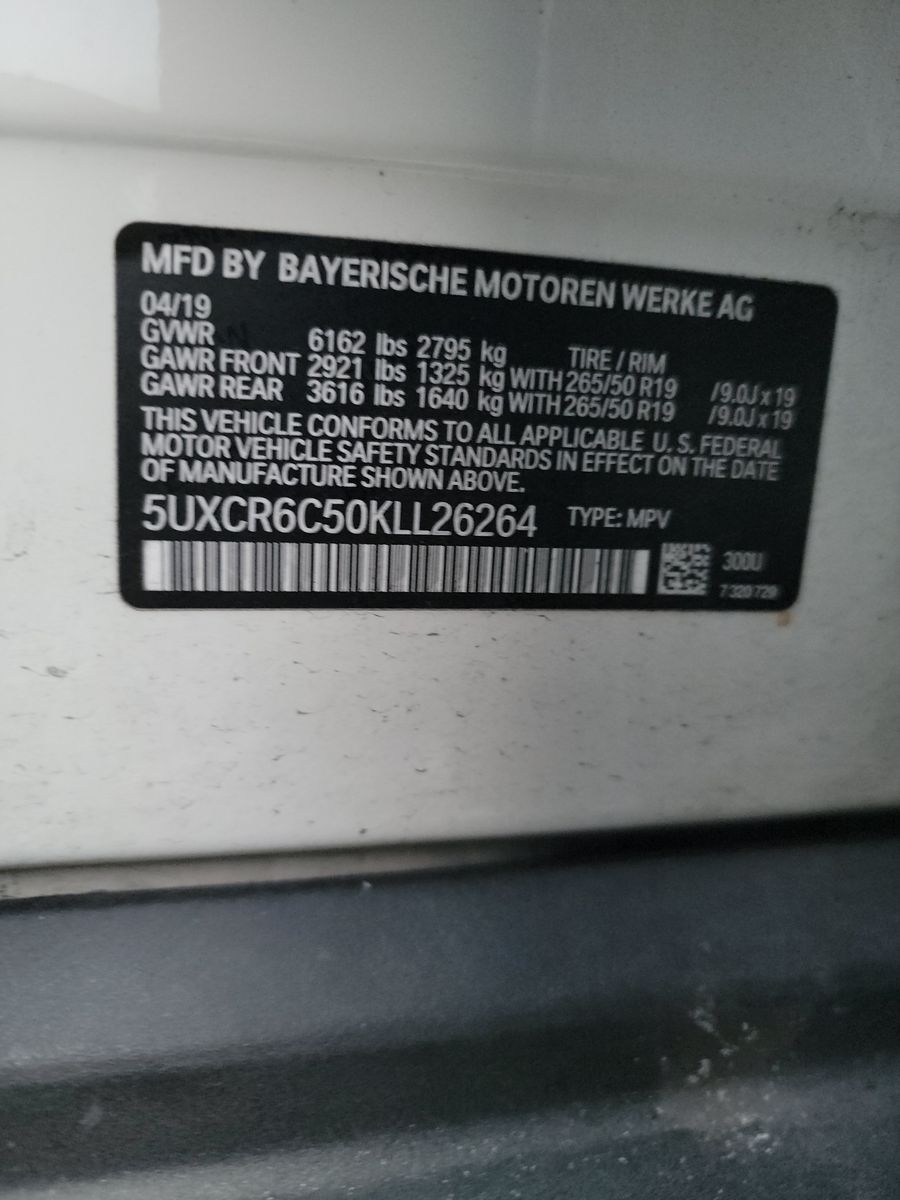 MFD BY BAYERISCHE MOTOREN WERKE AG
04/19
GVWR 6162 lbs 2795 kg TIRE / RIM
GAWR FRONT 2921 lbs 1325 kg WITH 265/50 R19 /9.0J x 19
GAWR REAR 3616 lbs 1640 kg WITH 265/50 R19 /9.0J x 19
THIS VEHICLE CONFORMS TO ALL APPLICABLE U. S. FEDERAL
MOTOR VEHICLE SAFETY STANDARDS IN EFFECT ON THE DATE
OF MANUFACTURE SHOWN ABOVE.
5UXCR6C50KLL26264 TYPE: MPV
300U
7 320 720